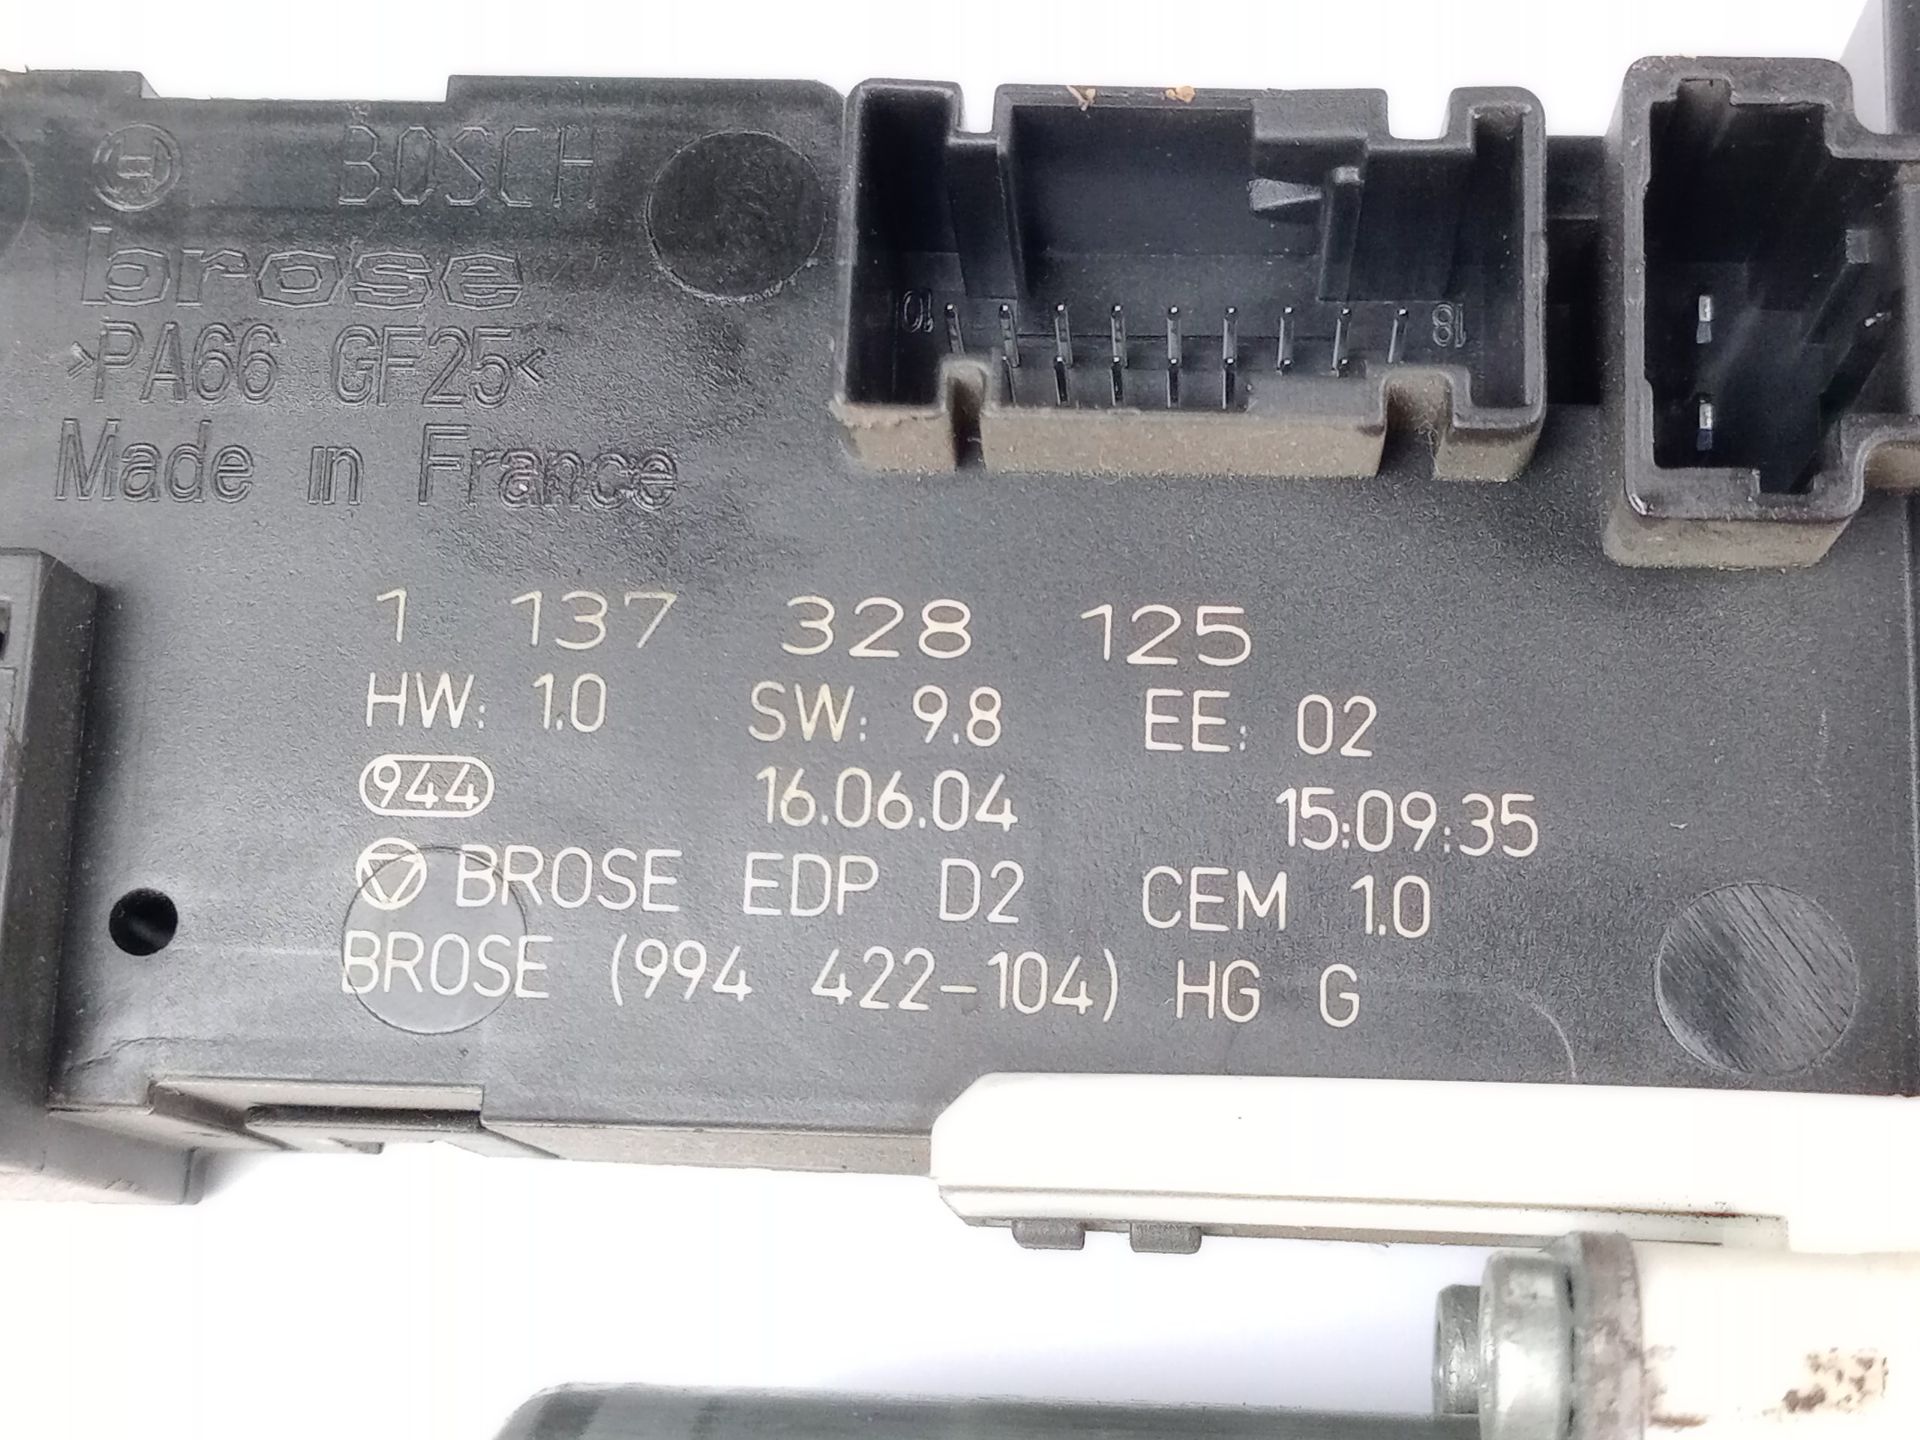 BOSCH
brose
>PA66 GF25<
Made in France
10
18
1 137 328 125
HW: 1.0 SW: 9.8 EE: 02
944 16.06.04 15:09:35
BROSE EDP D2 CEM 1.0
BROSE (994 422-104) HG G